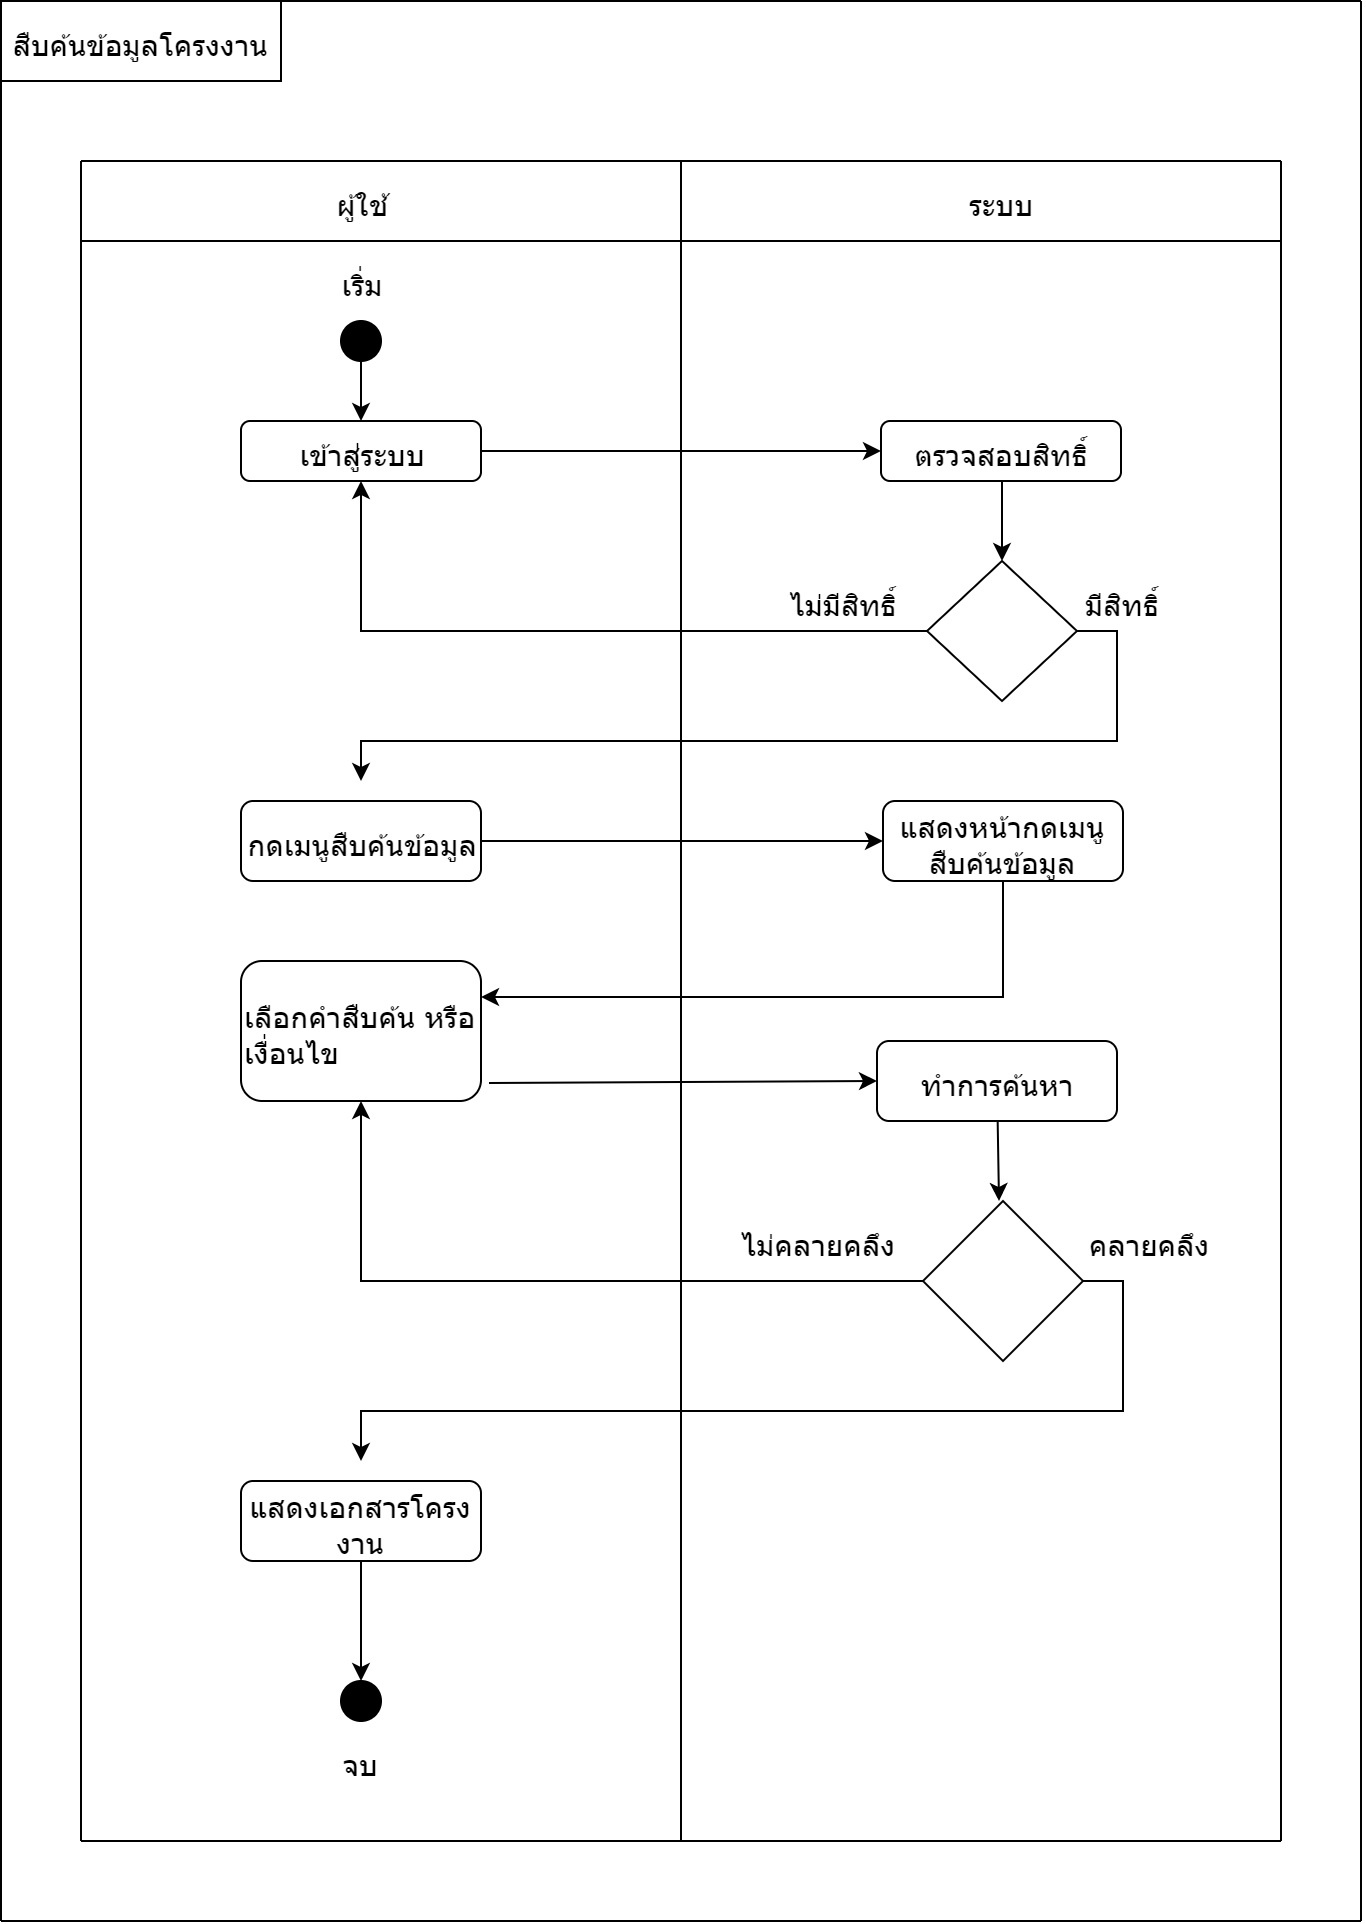 สืบค้นข้อมูลโครงงาน
ผู้ใช้
ระบบ
เริ่ม
เข้าสู่ระบบ
ตรวจสอบสิทธิ์
ไม่มีสิทธิ์
มีสิทธิ์
กดเมนูสืบค้นข้อมูล
แสดงหน้ากดเมนู
สืบค้นข้อมูล
เลือกคำสืบค้น หรือ
เงื่อนไข
ทำการค้นหา
ไม่คลายคลึง
คลายคลึง
แสดงเอกสารโครง
งาน
จบ